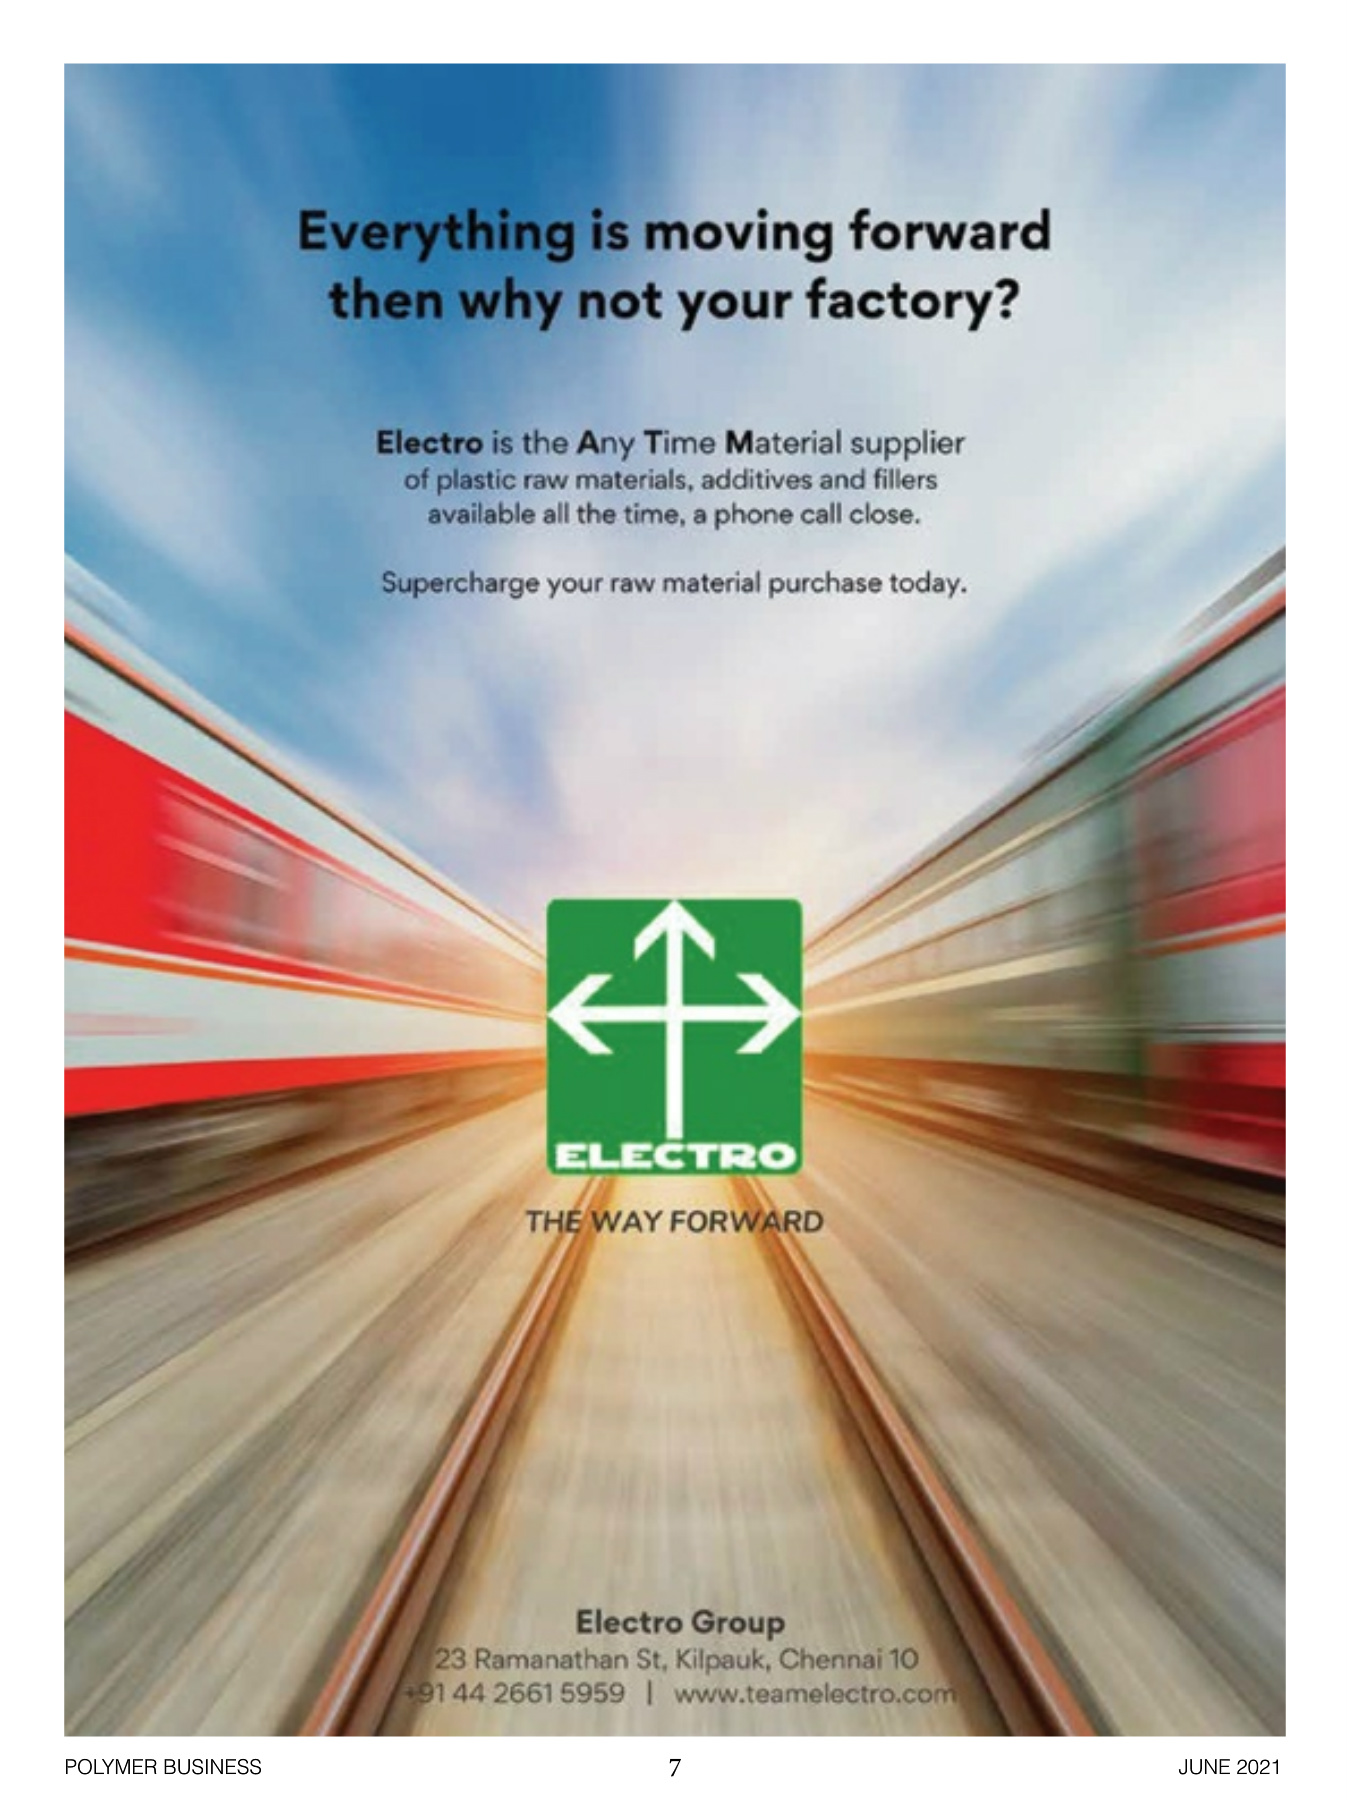 Everything is moving forward
then why not your factory?
Electro is the Any Time Material supplier
of plastic raw materials, additives and fillers
available all the time, a phone call close.
Supercharge your raw material purchase today.
ELECTRO
THE WAY FORWARD
Electro Group
23 Ramanathan St, Kilpauk, Chennai 10
+91 44 2661 5959 | www.teamelectro.com
POLYMER BUSINESS
7
JUNE 2021